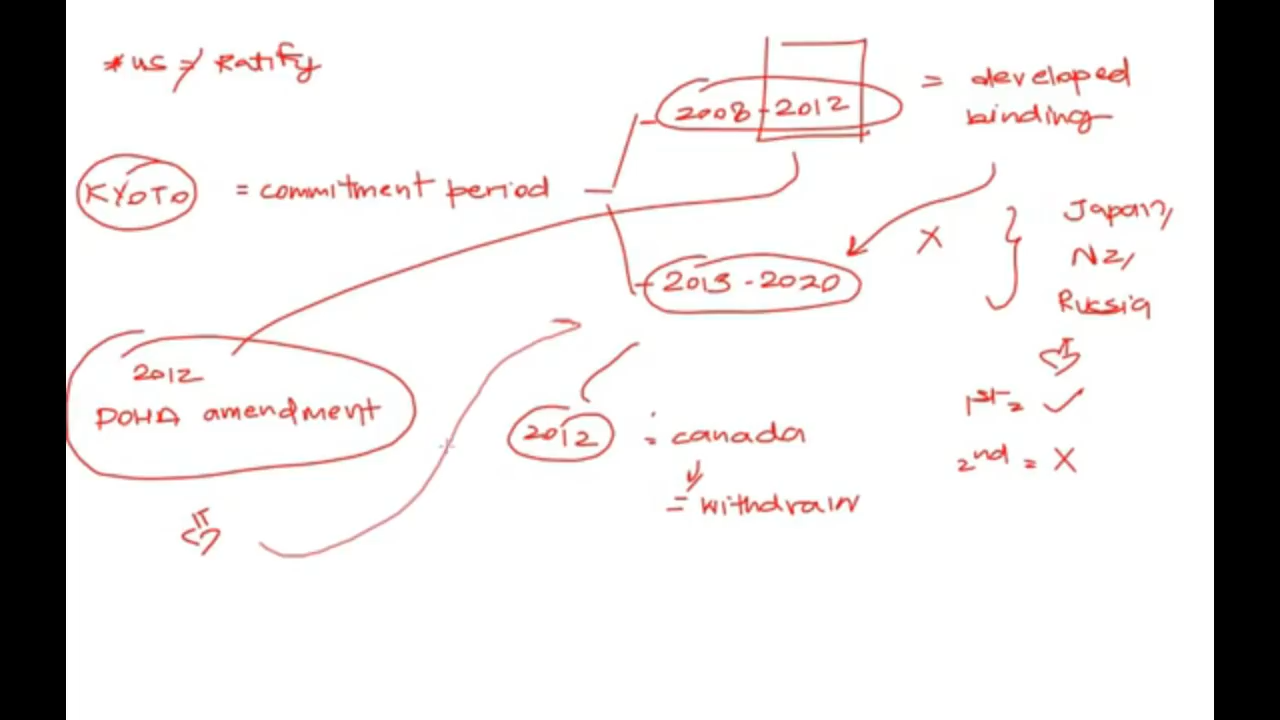 * US ≠ Ratify
2008 - 2012 = developed
binding
KYOTO = commitment period
2013 - 2020
X
Japan,
NZ,
Russia
2012
DOHA amendment
1st = ✓
2nd = X
2012 = canada
= withdrawn